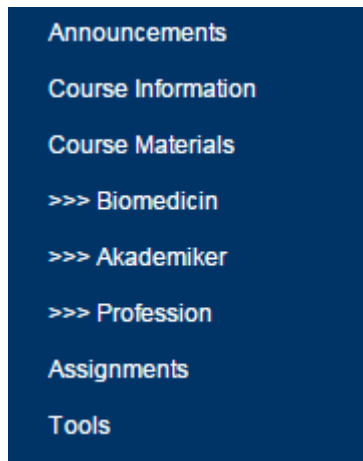 Announcements
Course Information
Course Materials
>>> Biomedicin
>>> Akademiker
>>> Profession
Assignments
Tools